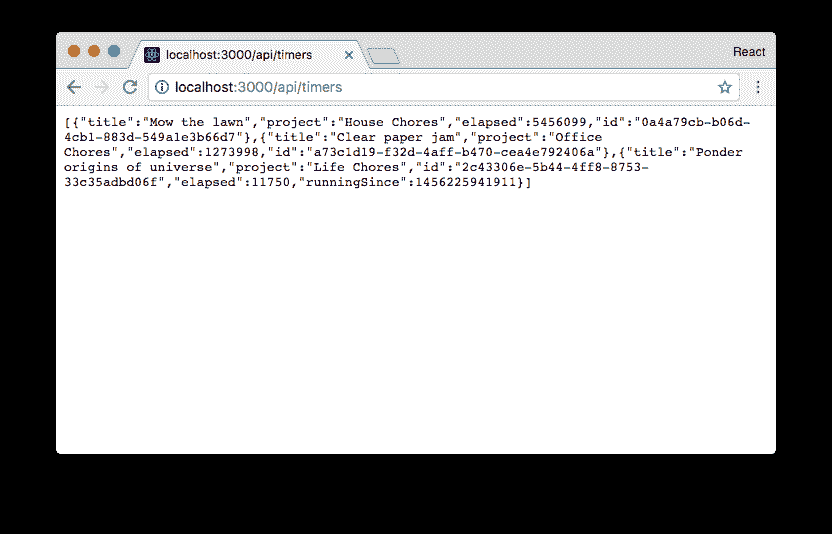 localhost:3000/api/timers
React
localhost:3000/api/timers
[{"title":"Mow the lawn","project":"House Chores","elapsed":5456099,"id":"0a4a79cb-b06d-
4cb1-883d-549a1e3b66d7"},{"title":"Clear paper jam","project":"Office
Chores","elapsed":1273998,"id":"a73c1d19-f32d-4aff-b470-cea4e792406a"},{"title":"Ponder
origins of universe","project":"Life Chores","id":"2c43306e-5b44-4ff8-8753-
33c35adbd06f","elapsed":11750,"runningSince":1456225941911}]